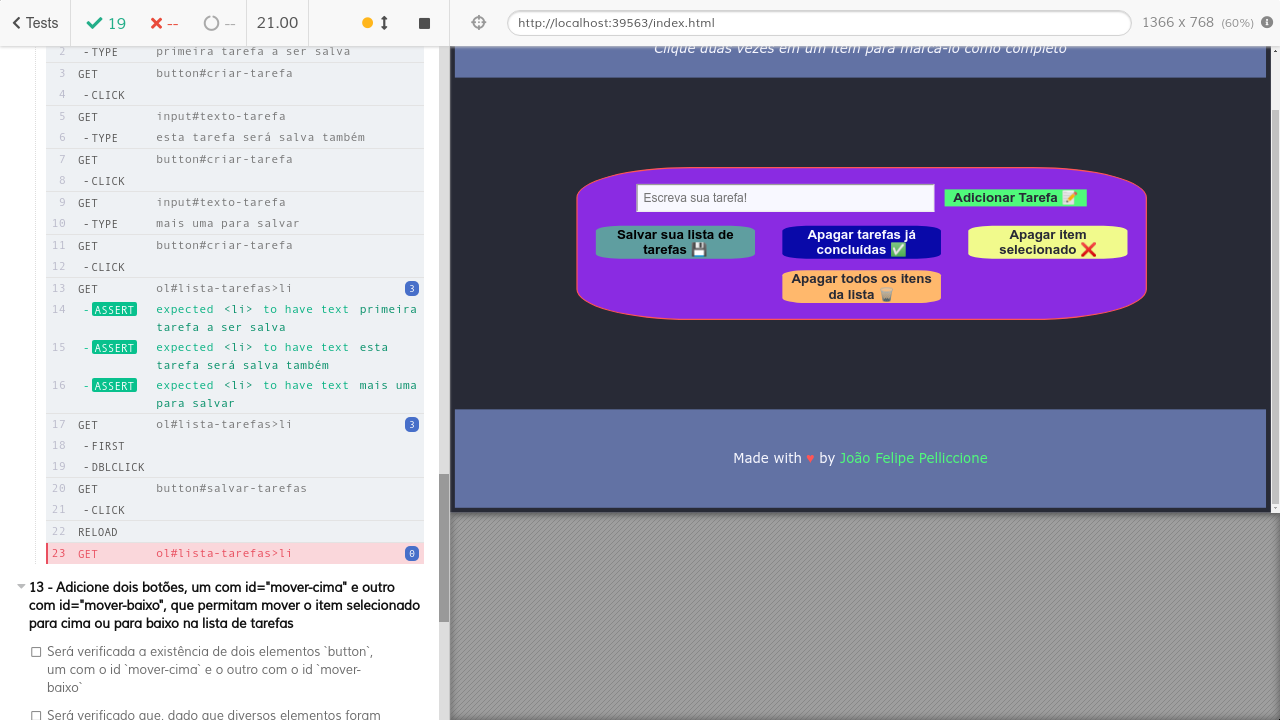 Tests 19 -- -- 21.00
2 -TYPE primeira tarefa a ser salva
3 GET button#criar-tarefa
4 -CLICK
5 GET input#texto-tarefa
6 -TYPE esta tarefa será salva também
7 GET button#criar-tarefa
8 -CLICK
9 GET input#texto-tarefa
10 -TYPE mais uma para salvar
11 GET button#criar-tarefa
12 -CLICK
13 GET ol#lista-tarefas>li 3
14 -ASSERT expected <li> to have text primeira
tarefa a ser salva
15 -ASSERT expected <li> to have text esta
tarefa será salva também
16 -ASSERT expected <li> to have text mais uma
para salvar
17 GET ol#lista-tarefas>li 3
18 -FIRST
19 -DBLCLICK
20 GET button#salvar-tarefas
21 -CLICK
22 RELOAD
23 GET ol#lista-tarefas>li 0
13 - Adicione dois botões, um com id="mover-cima" e outro
com id="mover-baixo", que permitam mover o item selecionado
para cima ou para baixo na lista de tarefas
Será verificada a existência de dois elementos `button`,
um com o id `mover-cima` e o outro com o id `mover-
baixo`
Será verificado que, dado que diversos elementos foram
http://localhost:39563/index.html 1366 x 768 (60%)
Clique duas vezes em um item para marcá-lo como completo
Escreva sua tarefa! Adicionar Tarefa 📝
Salvar sua lista de
tarefas 💾
Apagar tarefas já
concluídas ✅
Apagar item
selecionado ❌
Apagar todos os itens
da lista 🗑️
Made with ♥ by João Felipe Pelliccione